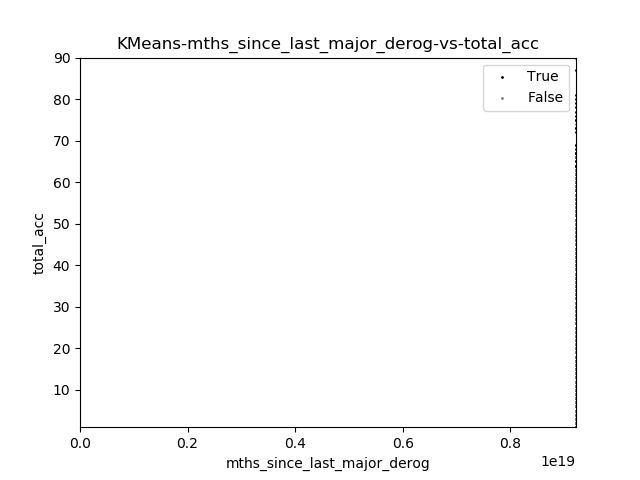 KMeans-mths_since_last_major_derog-vs-total_acc
True
False
90
80
70
60
50
40
30
20
10
total_acc
0.0 0.2 0.4 0.6 0.8
1e19
mths_since_last_major_derog